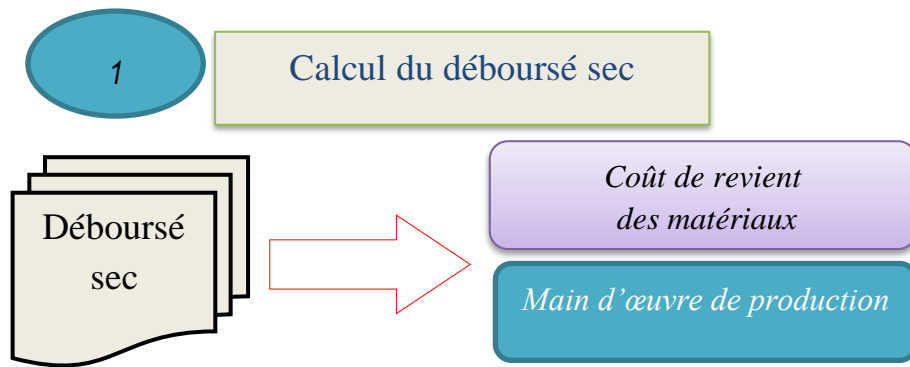 1
Calcul du déboursé sec
Déboursé
sec
Coût de revient
des matériaux
Main d’œuvre de production